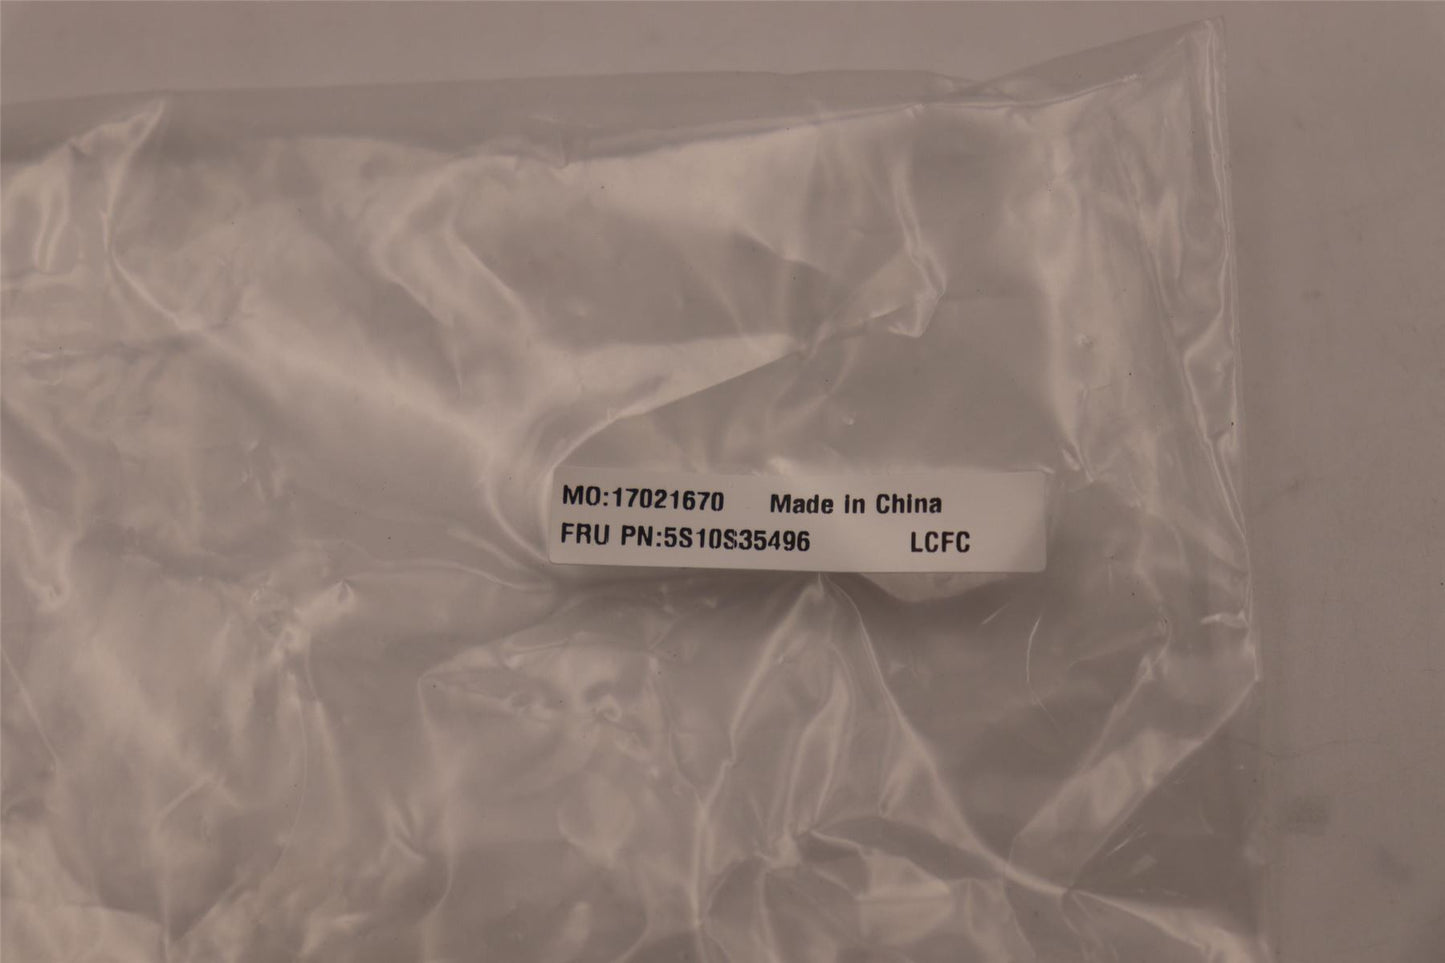 MO:17021670 Made in China
FRU PN:5S10S35496 LCFC